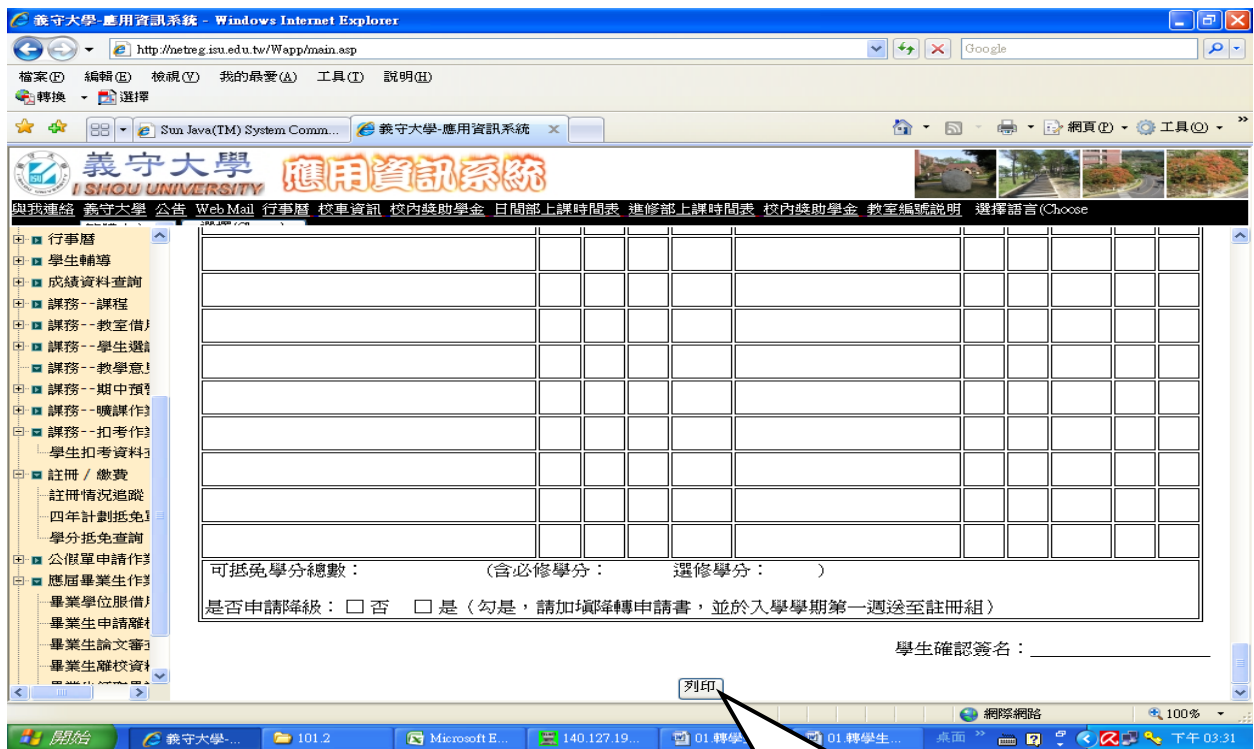 義守大學-應用資訊系統 - Windows Internet Explorer
http://netreg.isu.edu.tw/Wapp/main.asp
Google
檔案(F) 編輯(E) 檢視(V) 我的最愛(A) 工具(T) 說明(H)
轉換 選擇
Sun Java(TM) System Comm... 義守大學-應用資訊系統
網頁(P) 工具(O)
義守大學 應用資訊系統
ISU
I SHOU UNIVERSITY
與我連絡 義守大學 公告 Web Mail 行事曆 校車資訊 校內獎助學金 日間部上課時間表 進修部上課時間表 校內獎助學金 教室編號說明 選擇語言(Choose
行事曆
學生輔導
成績資料查詢
課務--課程
課務--教室借
課務--學生選
課務--教學意
課務--期中預
課務--曠課作
課務--扣考作
學生扣考資料
註冊 / 繳費
註冊情況追蹤
四年計劃抵免
學分抵免查詢
公假單申請作
應屆畢業生作
畢業學位服借
畢業生申請離
畢業生論文審
畢業生離校資
可抵免學分總數： (含必修學分： 選修學分： )
是否申請降級：□ 否 □ 是（勾是，請加填降轉申請書，並於入學學期第一週送至註冊組）
學生確認簽名：
列印
網際網路 100%
開始 義守大學-... 101.2 Microsoft E... 140.127.19... 01.轉學 01.轉學生... 桌面 下午 03:31